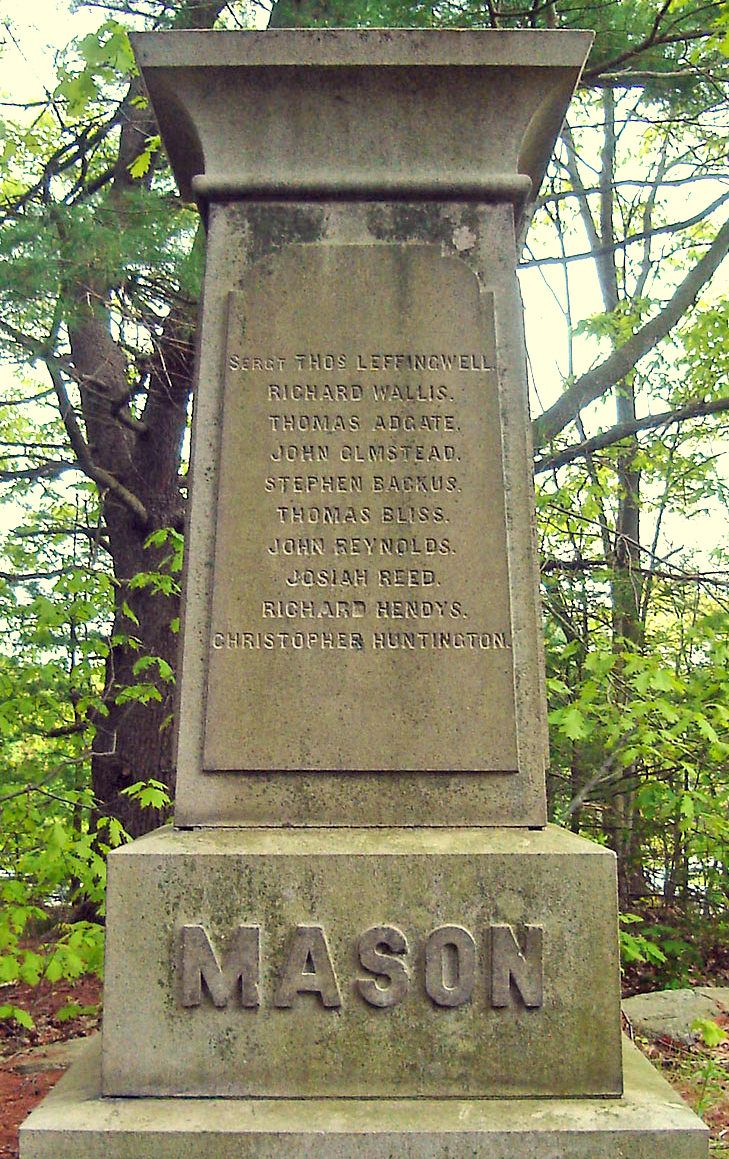 SERGT THOS LEFFINGWELL.
RICHARD WALLIS.
THOMAS ADGATE.
JOHN OLMSTEAD.
STEPHEN BACKUS.
THOMAS BLISS.
JOHN REYNOLDS.
JOSIAH REED.
RICHARD HENDYS.
CHRISTOPHER HUNTINGTON.
MASON